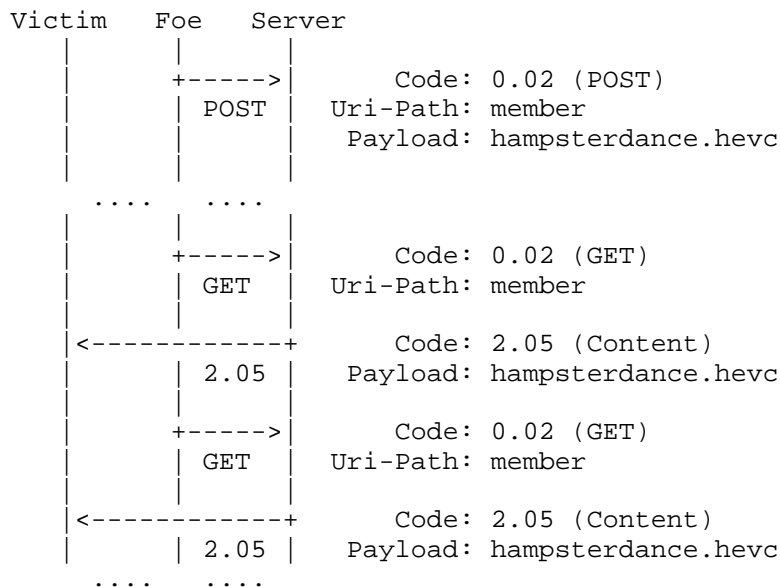 Victim Foe Server
Code: 0.02 (POST)
POST Uri-Path: member
Payload: hampsterdance.hevc
.... ....
Code: 0.02 (GET)
GET Uri-Path: member
Code: 2.05 (Content)
2.05 Payload: hampsterdance.hevc
Code: 0.02 (GET)
GET Uri-Path: member
Code: 2.05 (Content)
2.05 Payload: hampsterdance.hevc
.... ....